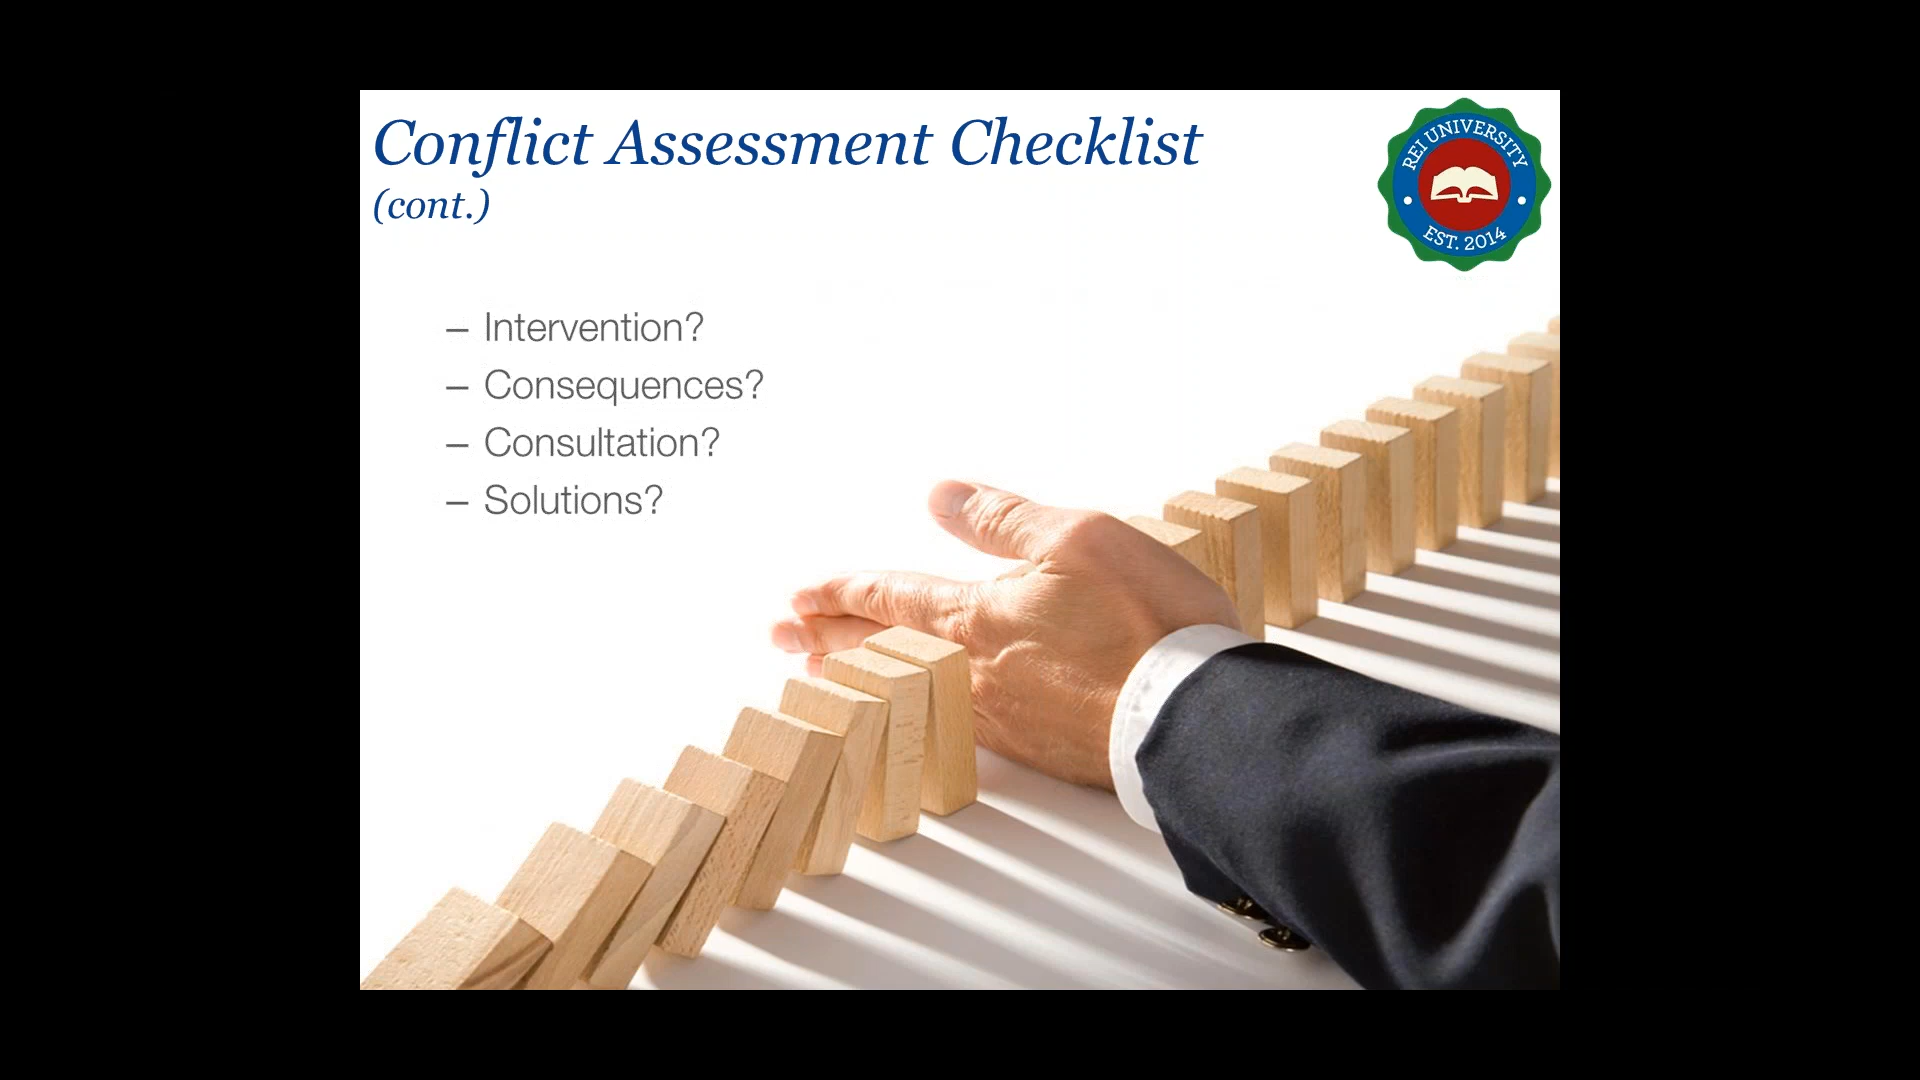 Conflict Assessment Checklist
(cont.)
REI UNIVERSITY
EST. 2014
– Intervention?
– Consequences?
– Consultation?
– Solutions?